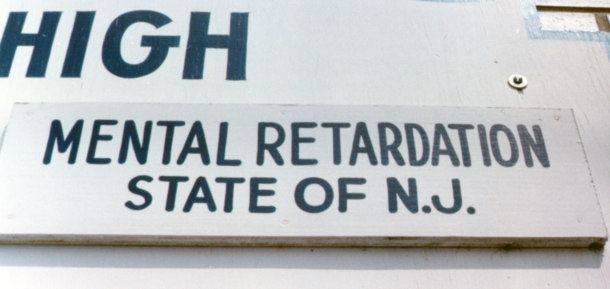 HIGH
MENTAL RETARDATION
STATE OF N.J.